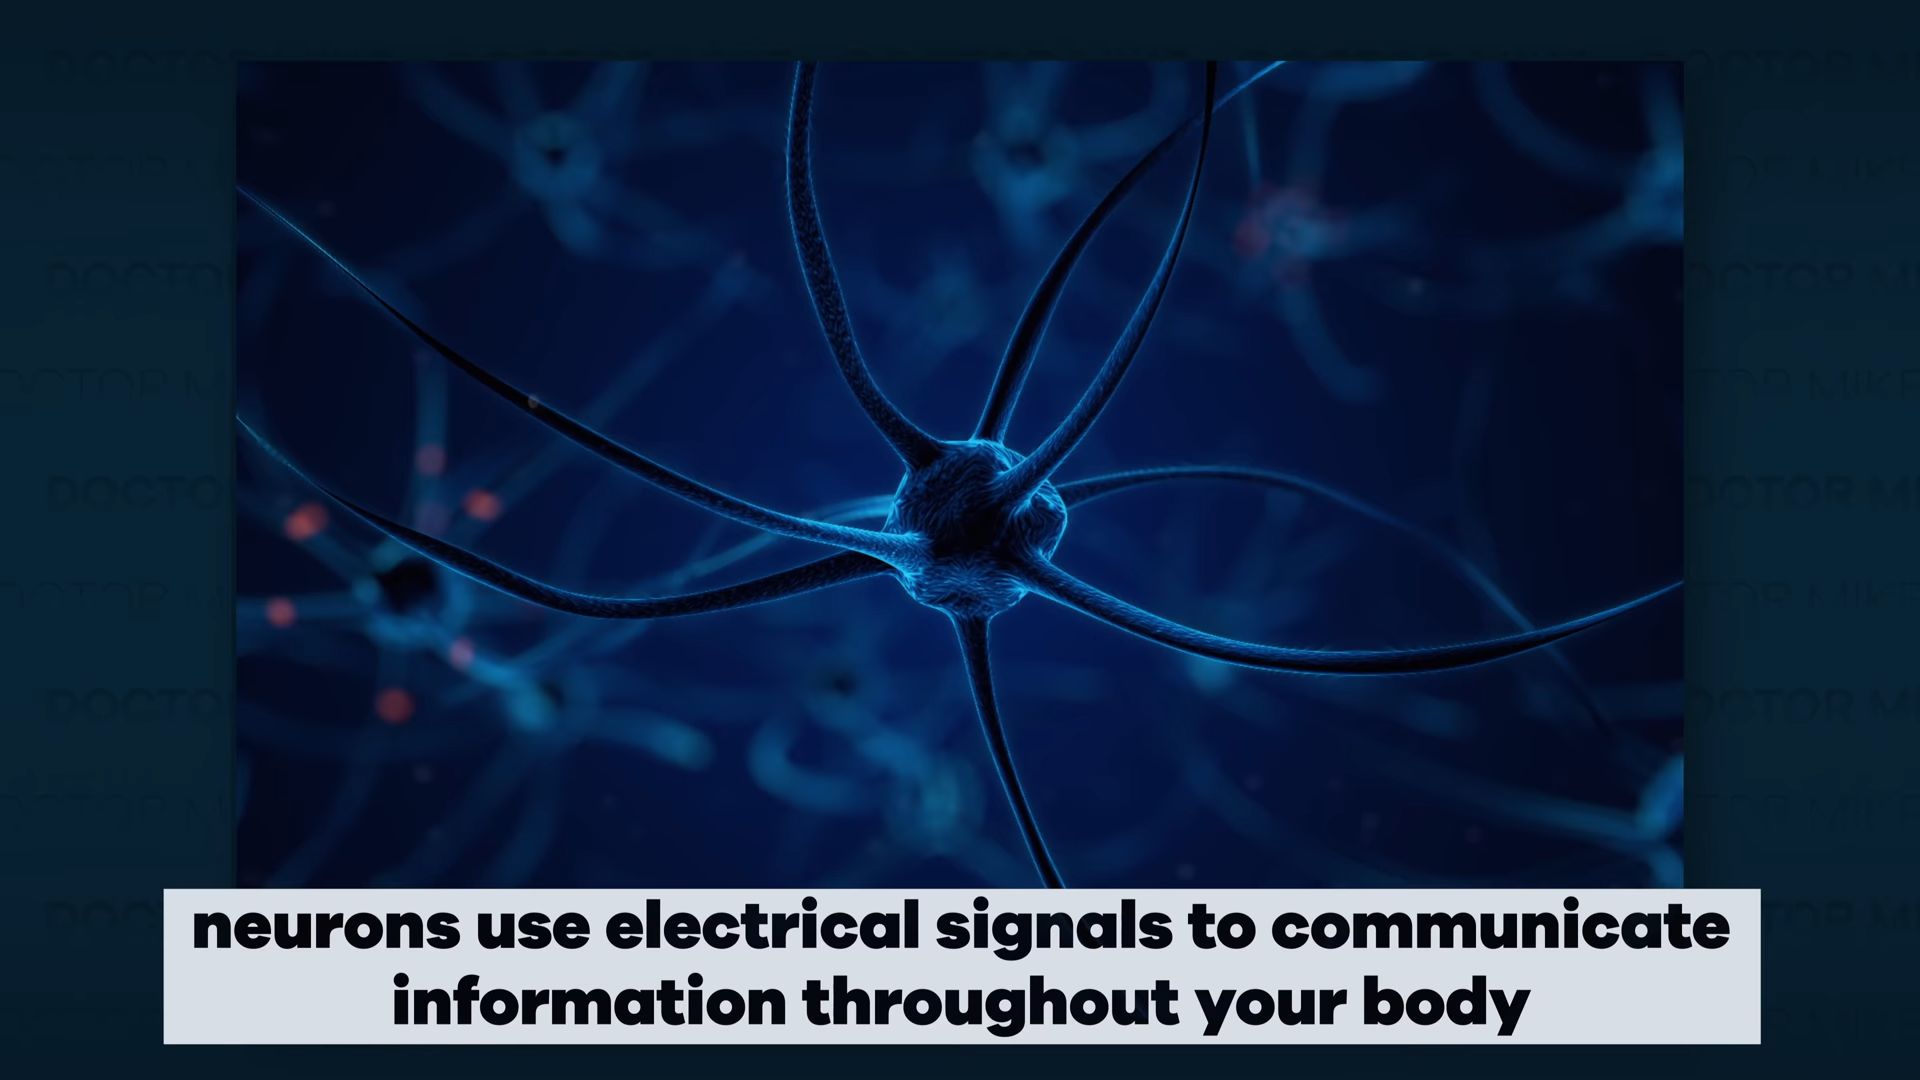 neurons use electrical signals to communicate
information throughout your body